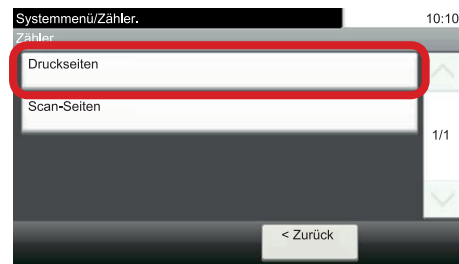 Systemmenü/Zähler.
10:10
Zähler
Druckseiten
Scan-Seiten
1/1
< Zurück